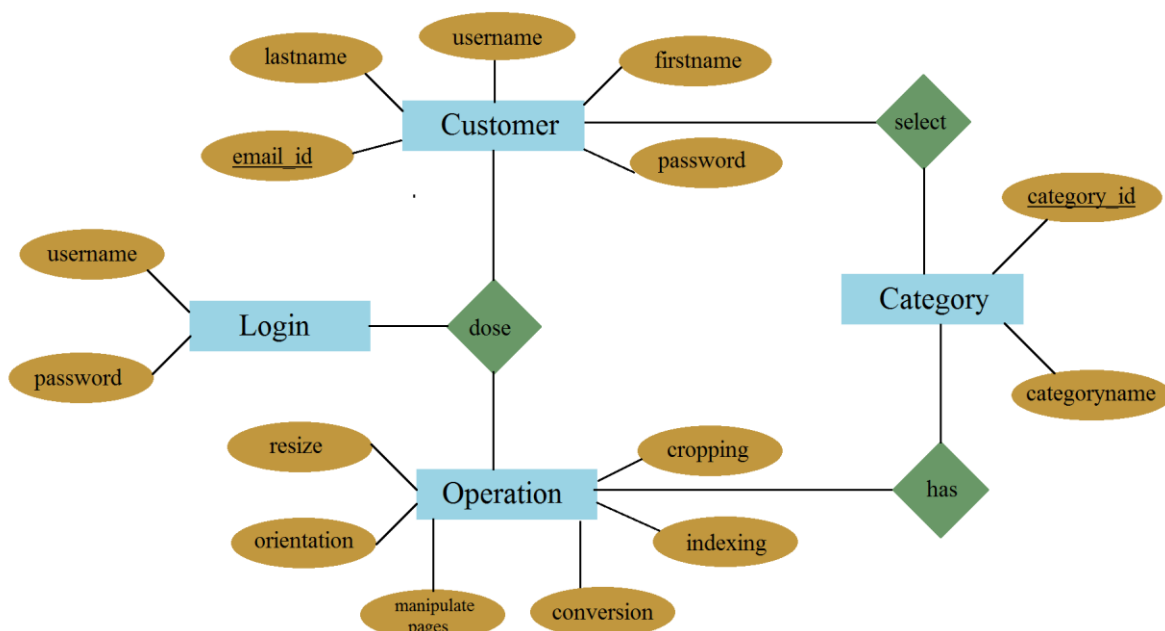 username
lastname
firstname
Customer
select
email_id
password
category_id
username
Category
Login
dose
password
categoryname
resize
cropping
Operation
has
orientation
indexing
manipulate
pages
conversion